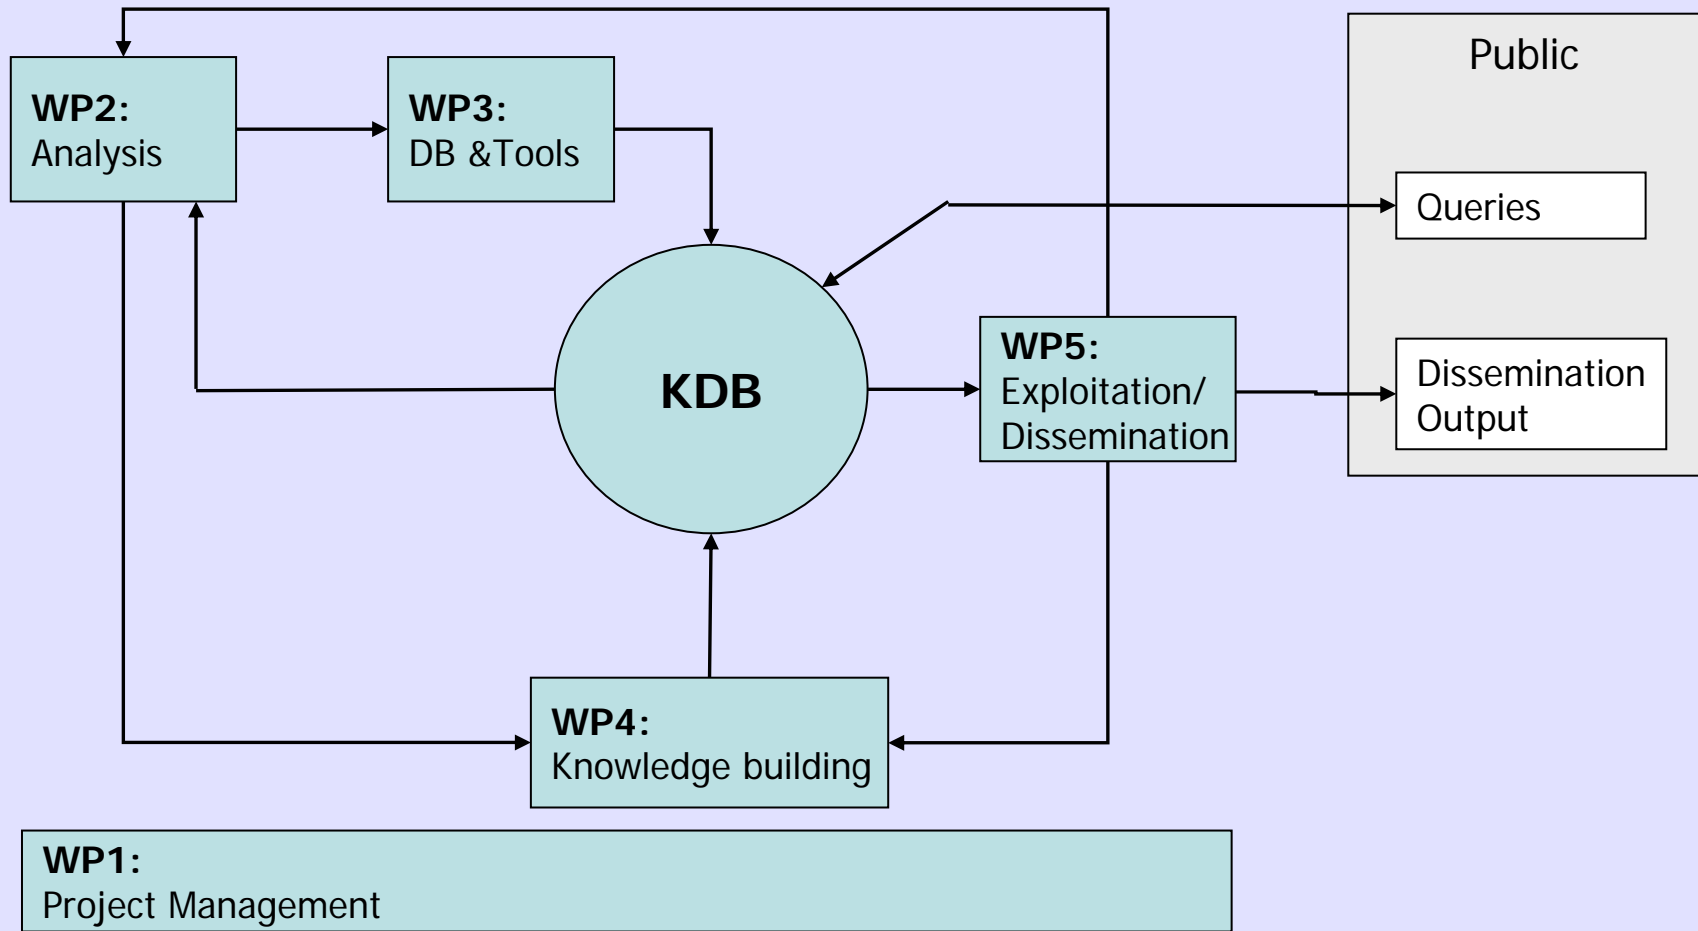 Public
WP2:
Analysis
WP3:
DB &Tools
Queries
KDB
WP5:
Exploitation/
Dissemination
Dissemination
Output
WP4:
Knowledge building
WP1:
Project Management